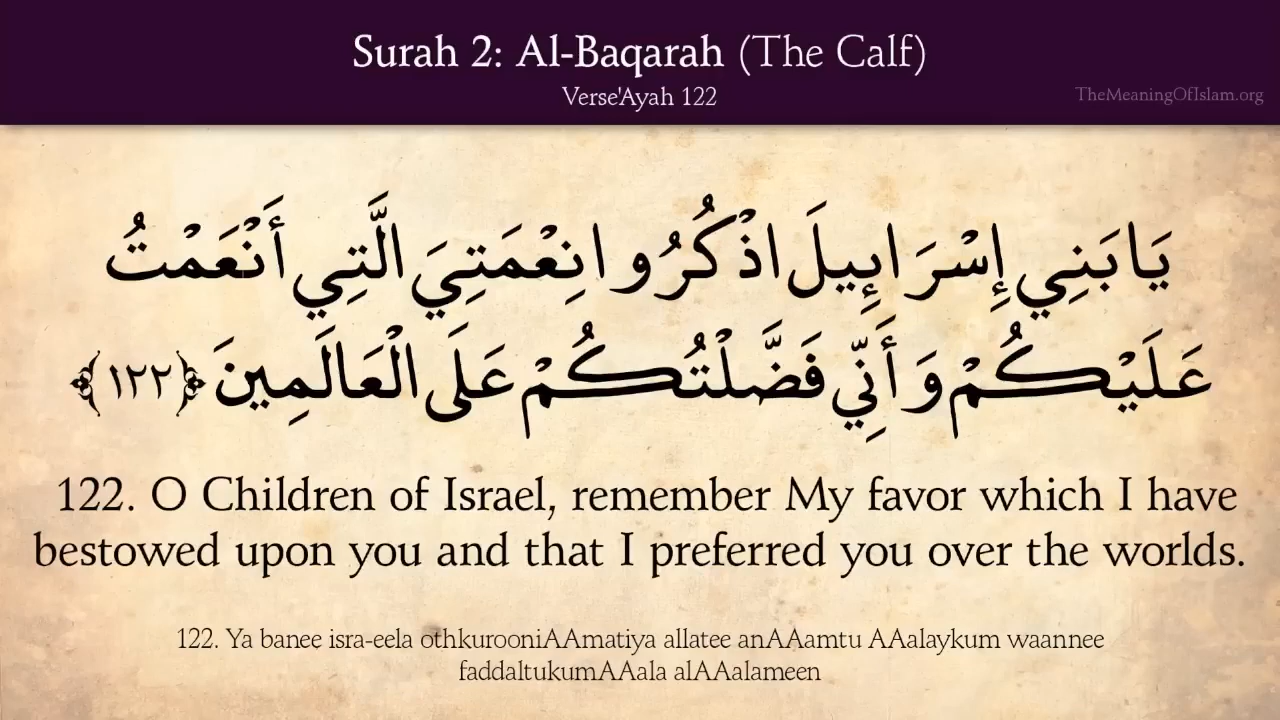 Surah 2: Al-Baqarah (The Calf)
Verse'Ayah 122
TheMeaningOfIslam.org
يَا بَنِي إِسْرَابِيلَ اذْكُرُوا نِعْمَتِيَ الَّتِي أَنْعَمْتُ
عَلَيْكُمْ وَأَنِّي فَضَّلْتُكُمْ عَلَى الْعَالَمِينَ ﴿١٢٢﴾
122. O Children of Israel, remember My favor which I have
bestowed upon you and that I preferred you over the worlds.
122. Ya banee isra-eela othkurooniAAmatiya allatee anAAamtu AAalaykum waannee
faddaltukumAAala alAAalameen